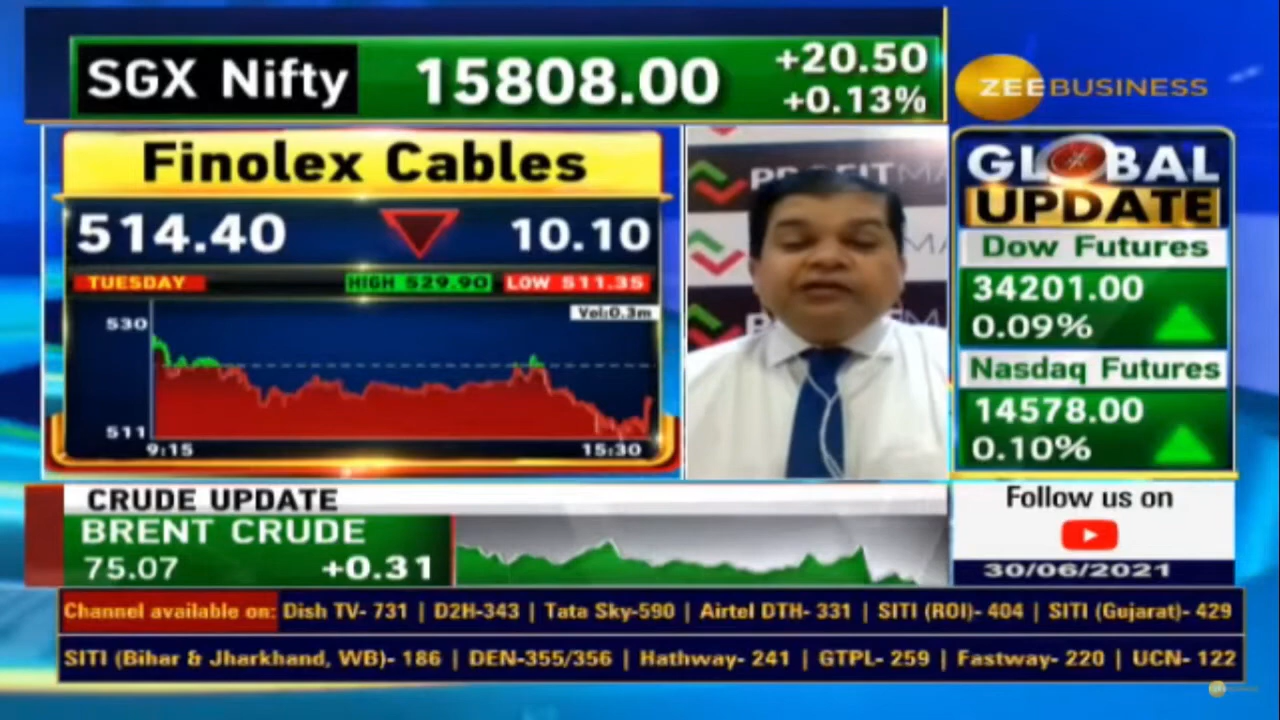 SGX Nifty 15808.00 +20.50
+0.13%
ZEEBUSINESS
Finolex Cables
514.40 10.10
TUESDAY HIGH 529.90 LOW 511.35
Vol:0.3m
530
511
9:15 15:30
PROFITMA
GLOBAL
UPDATE
Dow Futures
34201.00
0.09%
Nasdaq Futures
14578.00
0.10%
CRUDE UPDATE
BRENT CRUDE
75.07 +0.31
Follow us on
30/06/2021
Channel available on: Dish TV- 731 | D2H-343 | Tata Sky-590 | Airtel DTH- 331 | SITI (ROI)- 404 | SITI (Gujarat)- 429
SITI (Bihar & Jharkhand, WB)- 186 | DEN-355/356 | Hathway- 241 | GTPL- 259 | Fastway- 220 | UCN- 122